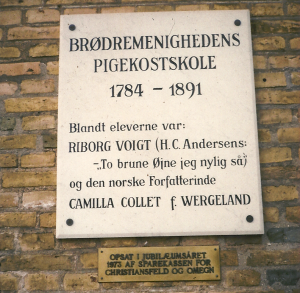 BRØDREMENIGHEDENS
PIGEKOSTSKOLE
1784 – 1891
Blandt eleverne var:
RIBORG VOIGT (H.C. Andersens:
-„To brune Øjne jeg nylig så)
og den norske Forfatterinde
CAMILLA COLLET f. WERGELAND
OPSAT I JUBILÆUMSÅRET
1973 AF SPAREKASSEN FOR
CHRISTIANSFELD OG OMEGN